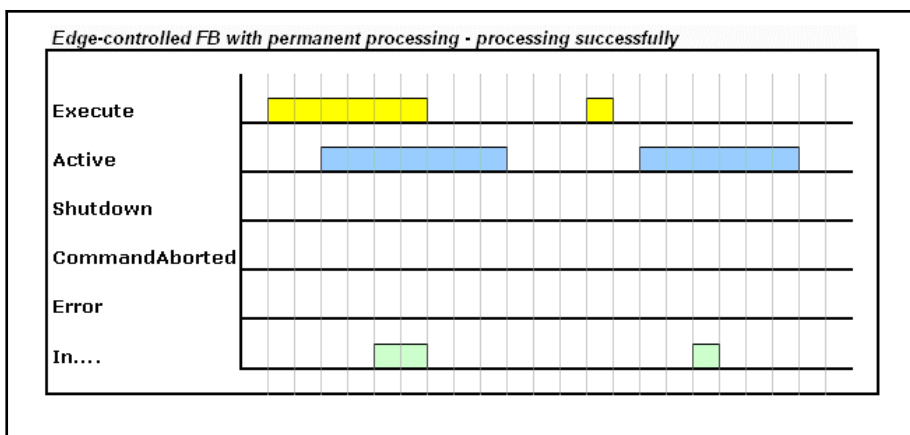 Edge-controlled FB with permanent processing - processing successfully
Execute
Active
Shutdown
CommandAborted
Error
In....